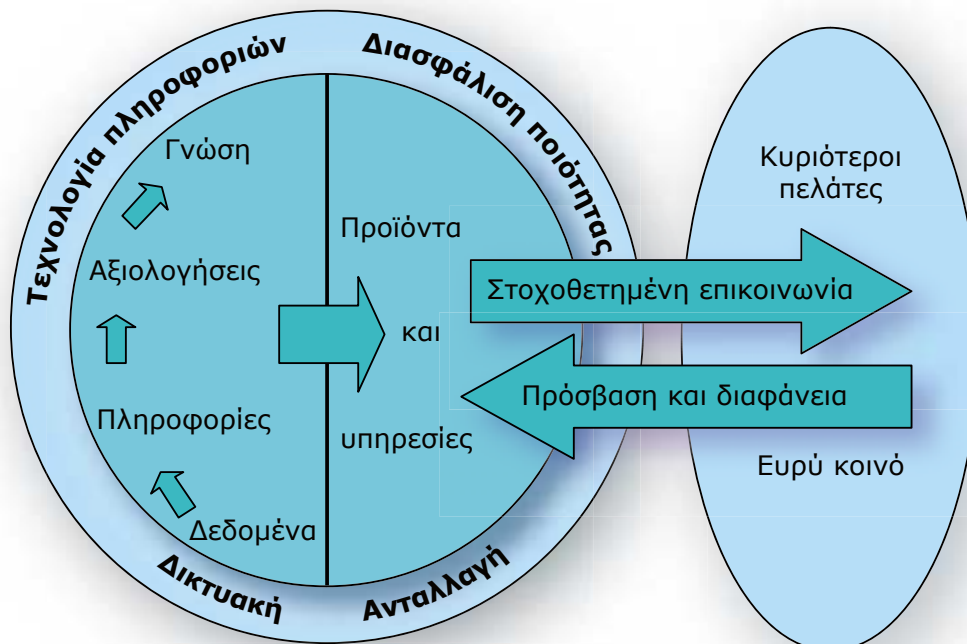 Τεχνολογία πληροφοριών
Διασφάλιση ποιότητας
Γνώση
Αξιολογήσεις
Πληροφορίες
Δεδομένα
Προϊόντα
και
υπηρεσίες
Δικτυακή
Ανταλλαγή
Κυριότεροι
πελάτες
Στοχοθετημένη επικοινωνία
Πρόσβαση και διαφάνεια
Ευρύ κοινό